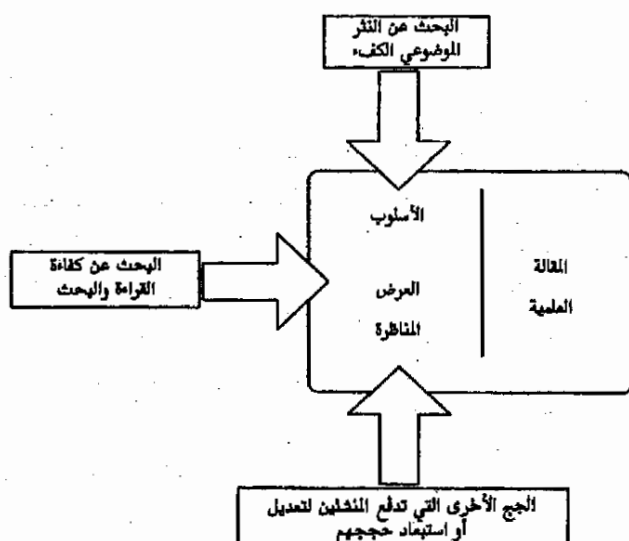 البحث عن النثر
الموضوعي الكفء
الأسلوب
المقالة
العلمية
البحث عن كفاءة
القراءة والبحث
العرض
المناظرة
الحجج الأخرى التي تدفع المنشئين لتعديل
أو استبعاد حججهم